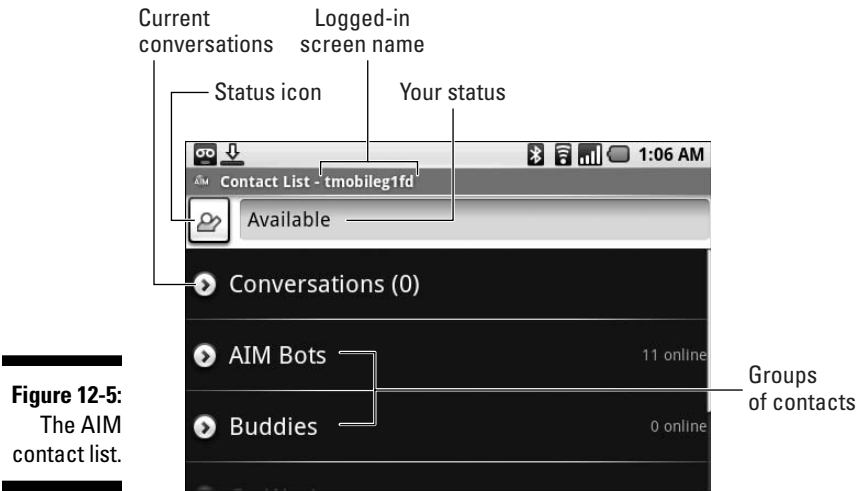 Current
conversations
Logged-in
screen name
Status icon
Your status
1:06 AM
AIM Contact List - tmobileg1fd
Available
Conversations (0)
AIM Bots
11 online
Buddies
0 online
Groups
of contacts
Figure 12-5:
The AIM
contact list.